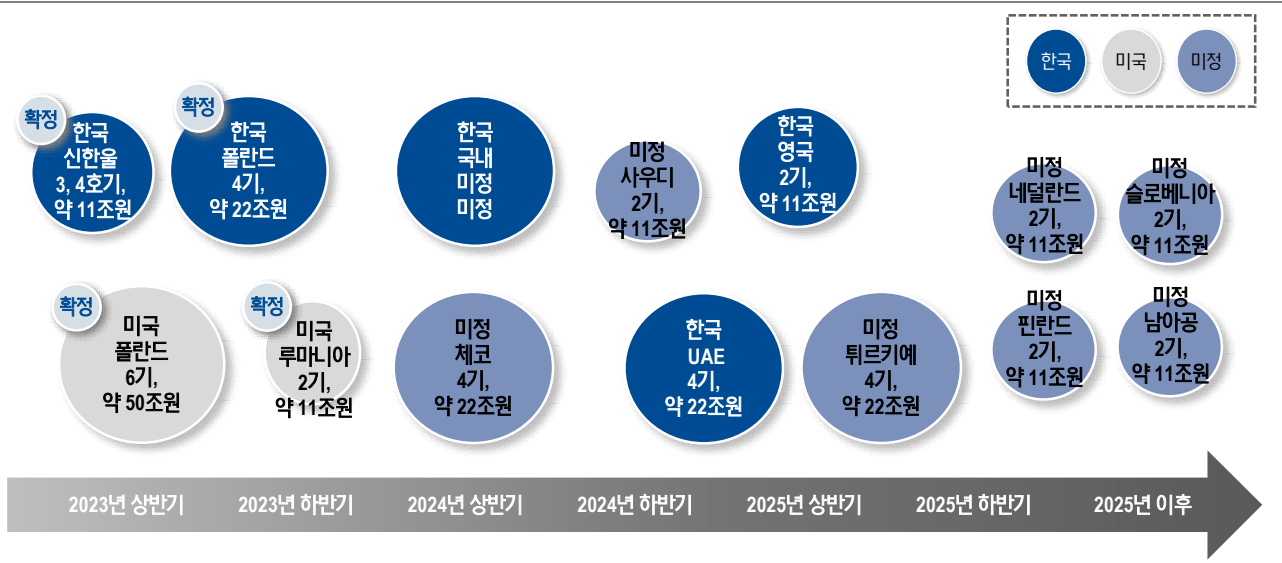 한국
미국
미정
확정
한국
신한울
3, 4호기,
약 11조원
확정
한국
폴란드
4기,
약 22조원
한국
국내
미정
미정
미정
사우디
2기,
약 11조원
한국
영국
2기,
약 11조원
미정
네덜란드
2기,
약 11조원
미정
슬로베니아
2기,
약 11조원
확정
미국
폴란드
6기,
약 50조원
확정
미국
루마니아
2기,
약 11조원
미정
체코
4기,
약 22조원
한국
UAE
4기,
약 22조원
미정
튀르키예
4기,
약 22조원
미정
핀란드
2기,
약 11조원
미정
남아공
2기,
약 11조원
2023년 상반기
2023년 하반기
2024년 상반기
2024년 하반기
2025년 상반기
2025년 하반기
2025년 이후